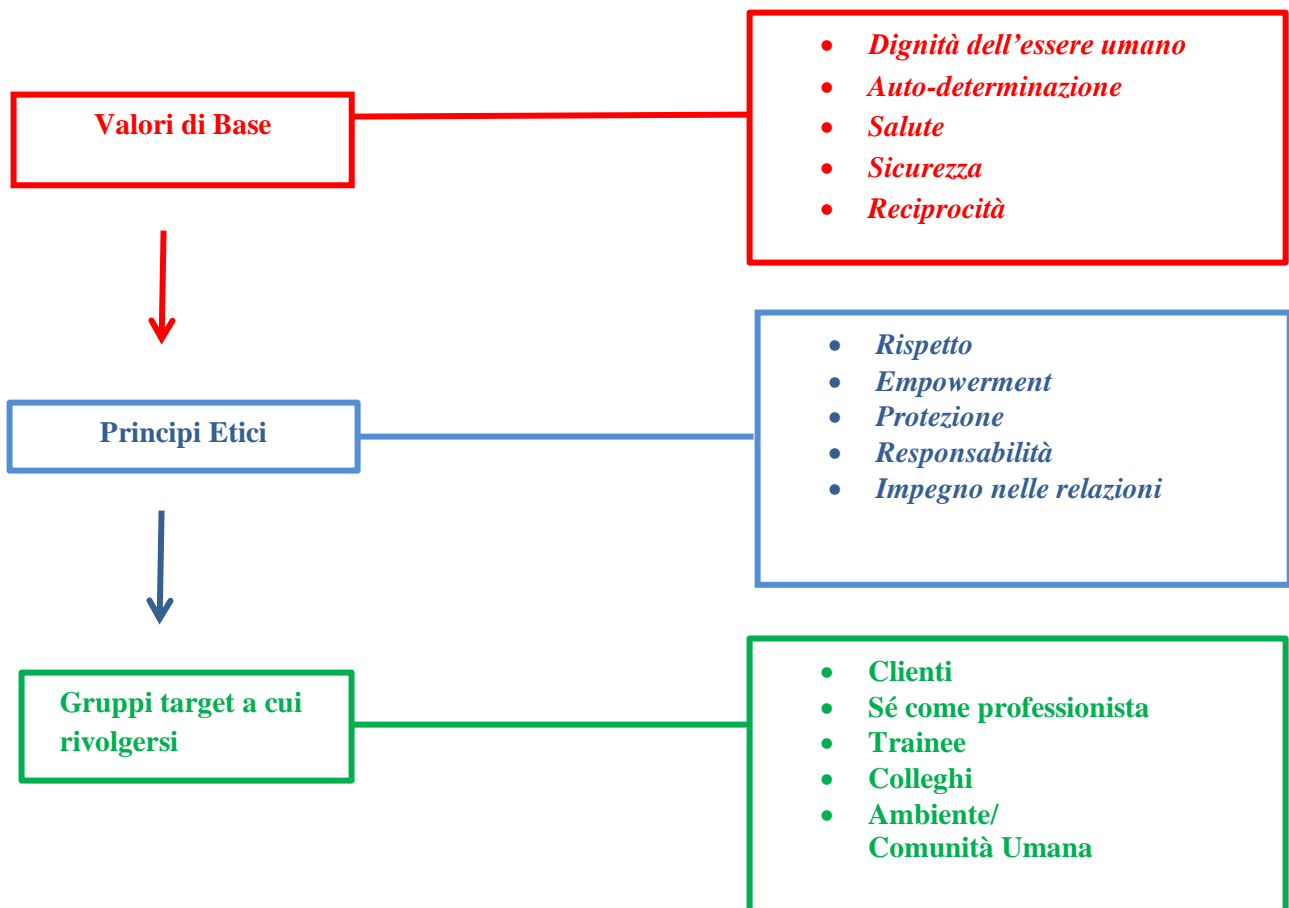 Valori di Base
• Dignità dell’essere umano
• Auto-determinazione
• Salute
• Sicurezza
• Reciprocità
Principi Etici
• Rispetto
• Empowerment
• Protezione
• Responsabilità
• Impegno nelle relazioni
Gruppi target a cui
rivolgersi
• Clienti
• Sé come professionista
• Trainee
• Colleghi
• Ambiente/
Comunità Umana